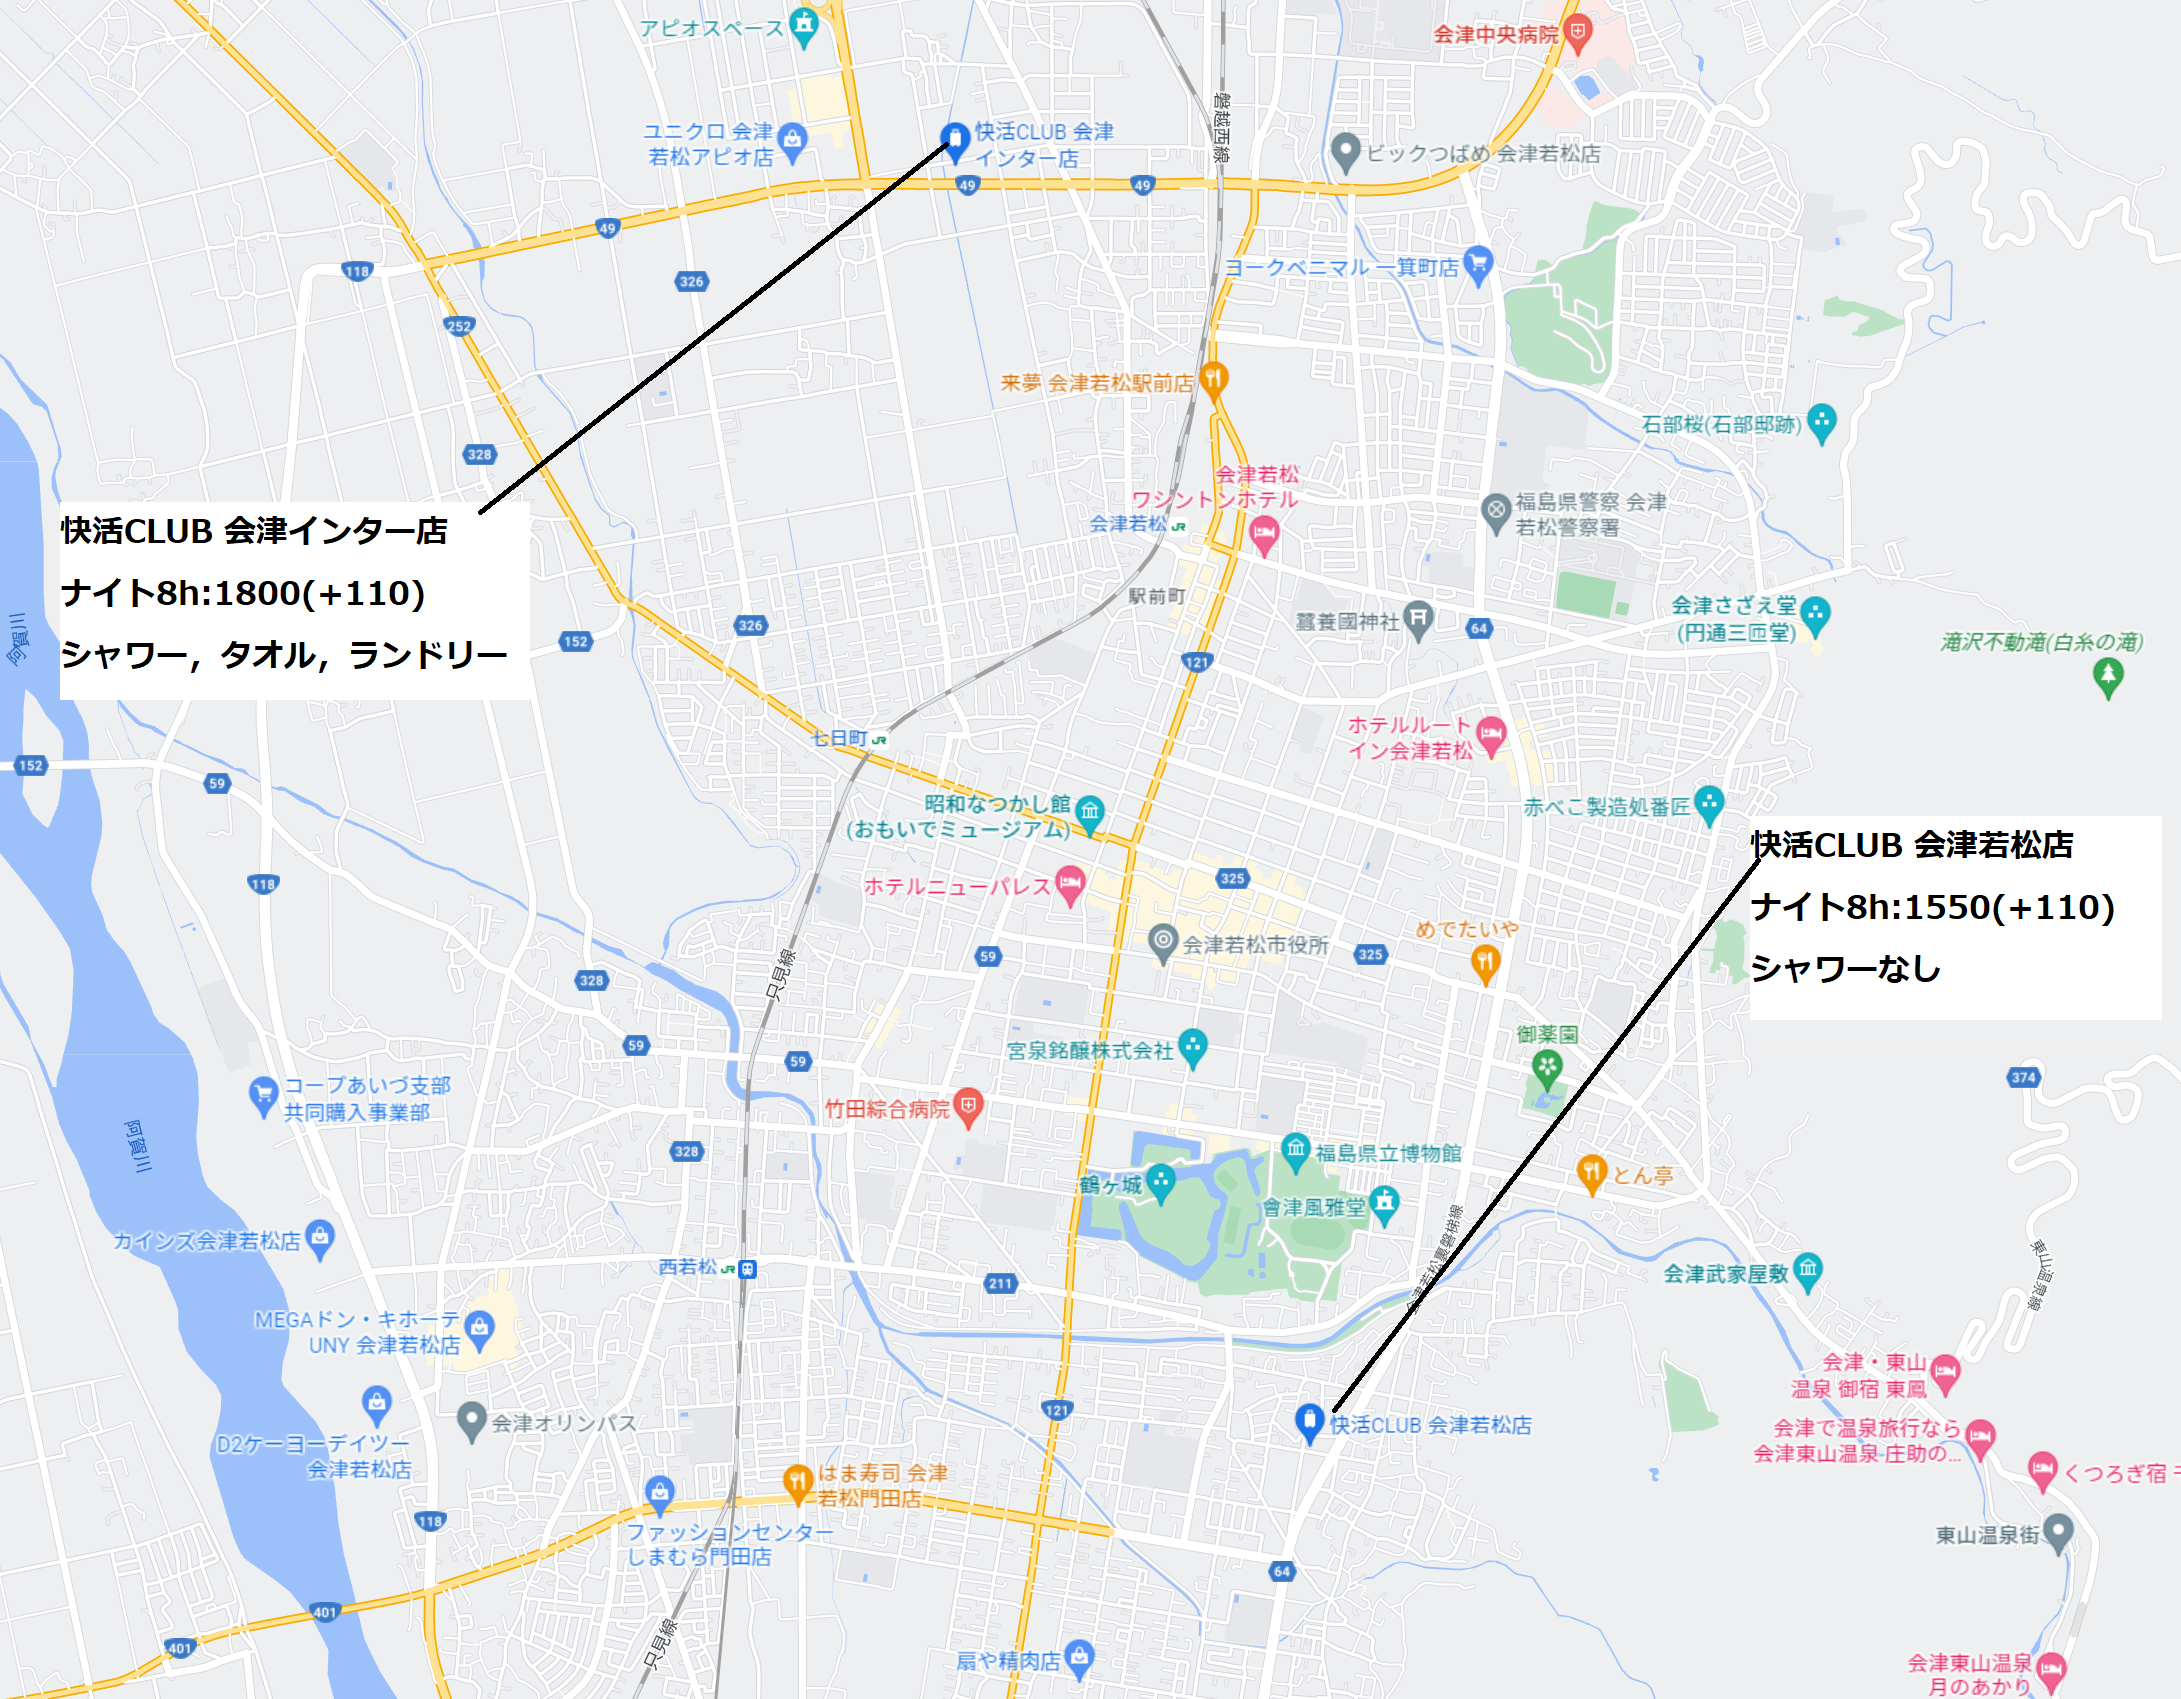 アピオスペース
会津中央病院
ユニクロ 会津
若松アピオ店
快活CLUB 会津
インター店
磐越西線
ビックつばめ 会津若松店
49
49
49
ヨークベニマル 一箕町店
118
326
252
来夢 会津若松駅前店
石部桜(石部邸跡)
328
会津若松
ワシントンホテル
会津若松
福島県警察 会津
若松警察署
快活CLUB 会津インター店
ナイト8h:1800(+110)
シャワー，タオル，ランドリー
駅前町
蠶養國神社
64
会津さざえ堂
(円通三匝堂)
滝沢不動滝(白糸の滝)
阿賀川
326
152
121
ホテルルート
イン会津若松
七日町
152
59
昭和なつかし館
(おもいでミュージアム)
赤べこ製造処番匠
快活CLUB 会津若松店
ナイト8h:1550(+110)
シャワーなし
118
ホテルニューパレス
325
めでたいや
会津若松市役所
325
59
只見線
328
御薬園
宮泉銘醸株式会社
59
59
374
コープあいづ支部
共同購入事業部
竹田綜合病院
阿賀川
328
福島県立博物館
とん亭
鶴ヶ城
會津風雅堂
会津若松裏磐梯線
カインズ会津若松店
西若松
211
会津武家屋敷
東山温泉線
MEGAドン・キホーテ
UNY 会津若松店
会津・東山
温泉 御宿 東鳳
121
会津オリンパス
快活CLUB 会津若松店
会津で温泉旅行なら
会津東山温泉 庄助の...
D2ケーヨーデイツー
会津若松店
はま寿司 会津
若松門田店
くつろぎ宿
118
ファッションセンター
しまむら門田店
東山温泉街
64
401
401
只見線
扇や精肉店
会津東山温泉
月のあかり